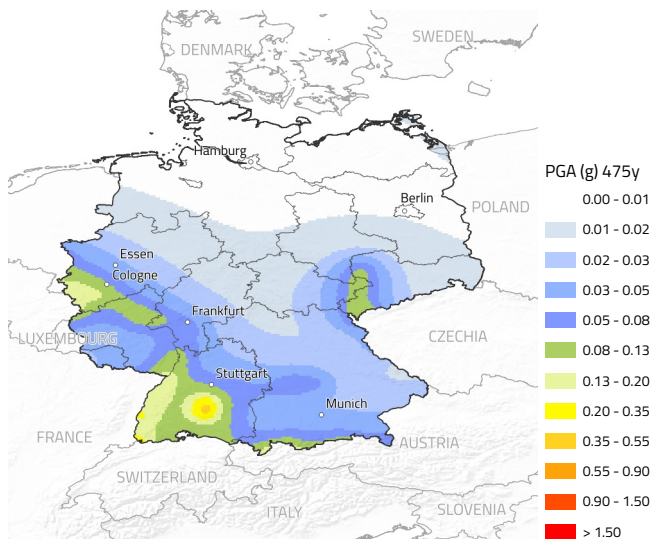 SWEDEN
DENMARK
Hamburg
Berlin
POLAND
Essen
Cologne
Frankfurt
LUXEMBOURG
CZECHIA
Stuttgart
Munich
FRANCE
AUSTRIA
SWITZERLAND
ITALY
SLOVENIA
PGA (g) 475y
0.00 - 0.01
0.01 - 0.02
0.02 - 0.03
0.03 - 0.05
0.05 - 0.08
0.08 - 0.13
0.13 - 0.20
0.20 - 0.35
0.35 - 0.55
0.55 - 0.90
0.90 - 1.50
> 1.50